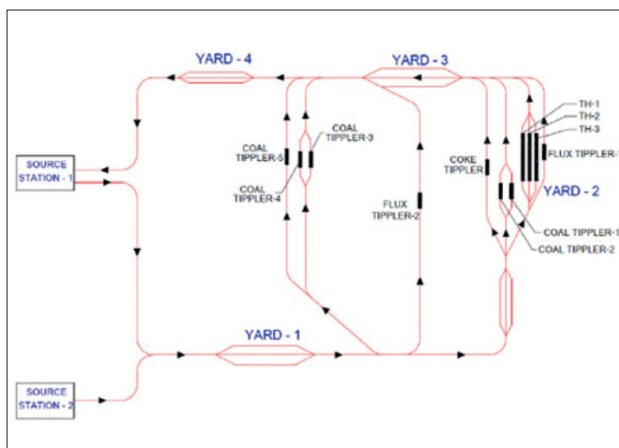 YARD - 4
YARD - 3
TH-1
TH-2
TH-3
COAL
TIPPLER-3
COAL
TIPPLER-5
COKE
TIPPLER
FLUX TIPPLER-1
SOURCE
STATION - 1
COAL
TIPPLER-4
FLUX
TIPPLER-2
YARD - 2
COAL TIPPLER-1
COAL TIPPLER-2
YARD - 1
SOURCE
STATION - 2